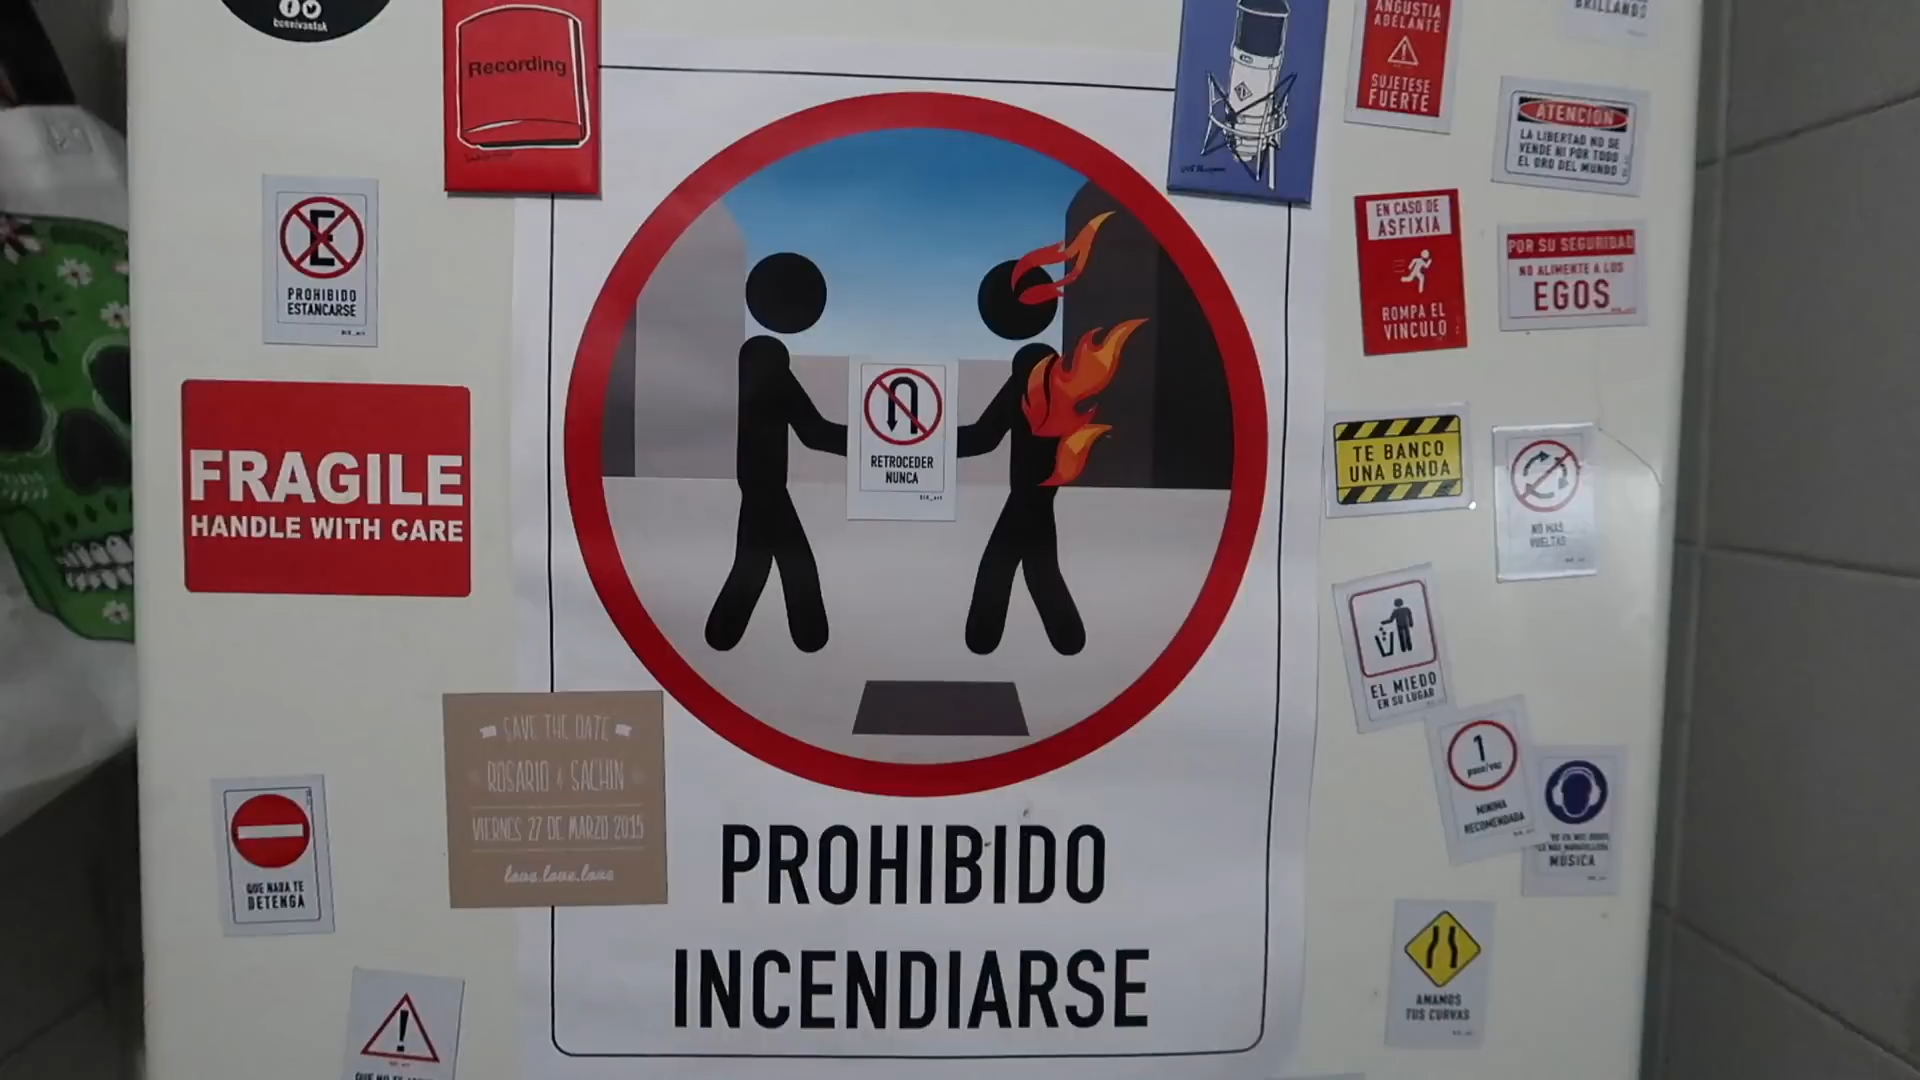 bonvivantsk
Recording
ANGUSTIA
ADELANTE
SUJETESE
FUERTE
BRILLANDO
ATENCION
LA LIBERTAD NO SE
VENDE NI POR TODO
EL ORO DEL MUNDO
PROHIBIDO
ESTANCARSE
EN CASO DE
ASFIXIA
ROMPA EL
VINCULO
POR SU SEGURIDAD
NO ALIMENTE A LOS
EGOS
RETROCEDER
NUNCA
FRAGILE
HANDLE WITH CARE
TE BANCO
UNA BANDA
NO MAS
VUELTAS
EL MIEDO
EN SU LUGAR
SAVE THE DATE
ROSARIO & SACHIN
VIERNES 27 DE MARZO 2015
love.love.love
1
paso/vez
MINIMA
RECOMENDADA
MUSICA
QUE NADA TE
DETENGA
PROHIBIDO
INCENDIARSE
AMAMOS
TUS CURVAS